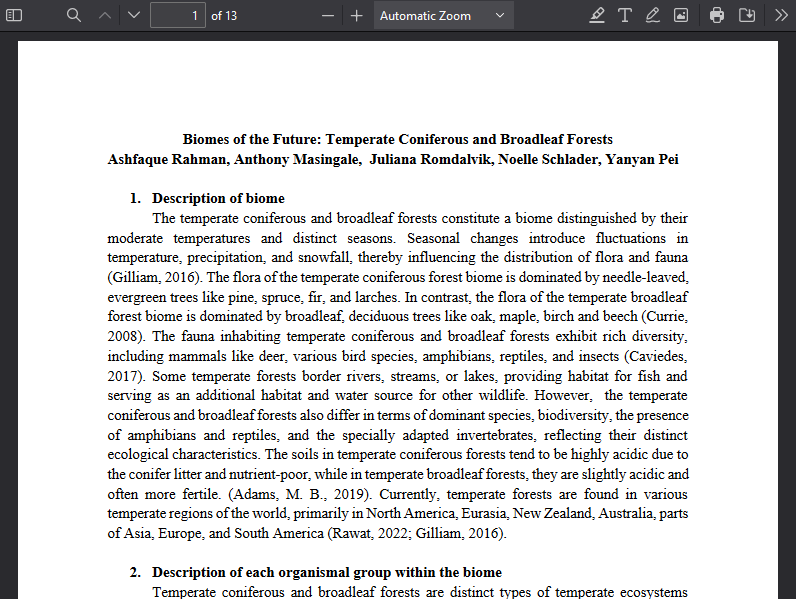 1 of 13 Automatic Zoom
Biomes of the Future: Temperate Coniferous and Broadleaf Forests
Ashfaque Rahman, Anthony Masingale, Juliana Romdalvik, Noelle Schlader, Yanyan Pei
1. Description of biome
The temperate coniferous and broadleaf forests constitute a biome distinguished by their
moderate temperatures and distinct seasons. Seasonal changes introduce fluctuations in
temperature, precipitation, and snowfall, thereby influencing the distribution of flora and fauna
(Gilliam, 2016). The flora of the temperate coniferous forest biome is dominated by needle-leaved,
evergreen trees like pine, spruce, fir, and larches. In contrast, the flora of the temperate broadleaf
forest biome is dominated by broadleaf, deciduous trees like oak, maple, birch and beech (Currie,
2008). The fauna inhabiting temperate coniferous and broadleaf forests exhibit rich diversity,
including mammals like deer, various bird species, amphibians, reptiles, and insects (Caviedes,
2017). Some temperate forests border rivers, streams, or lakes, providing habitat for fish and
serving as an additional habitat and water source for other wildlife. However, the temperate
coniferous and broadleaf forests also differ in terms of dominant species, biodiversity, the presence
of amphibians and reptiles, and the specially adapted invertebrates, reflecting their distinct
ecological characteristics. The soils in temperate coniferous forests tend to be highly acidic due to
the conifer litter and nutrient-poor, while in temperate broadleaf forests, they are slightly acidic and
often more fertile. (Adams, M. B., 2019). Currently, temperate forests are found in various
temperate regions of the world, primarily in North America, Eurasia, New Zealand, Australia, parts
of Asia, Europe, and South America (Rawat, 2022; Gilliam, 2016).
2. Description of each organismal group within the biome
Temperate coniferous and broadleaf forests are distinct types of temperate ecosystems